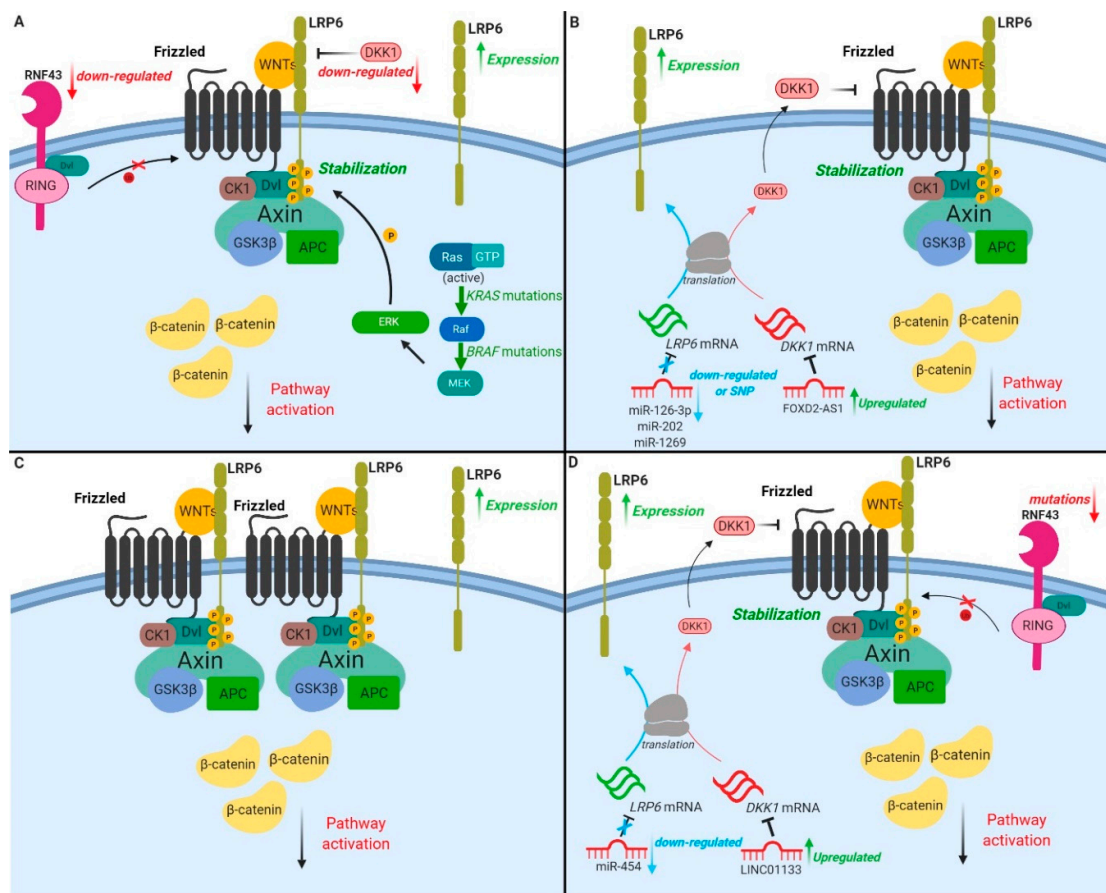 A
LRP6
LRP6
Frizzled
RNF43
down-regulated
WNTs
DKK1
down-regulated
Expression
Dvl
RING
UB
Stabilization
CK1
Dvl
P
P
P
P
P
Axin
GSK3β
APC
P
Ras
GTP
(active)
KRAS mutations
ERK
Raf
BRAF mutations
MEK
β-catenin
β-catenin
β-catenin
Pathway
activation
B
LRP6
LRP6
Frizzled
Expression
WNTs
DKK1
DKK1
Stabilization
CK1
Dvl
P
P
P
P
P
Axin
GSK3β
APC
translation
LRP6 mRNA
DKK1 mRNA
down-regulated
or SNP
miR-126-3p
miR-202
miR-1269
FOXD2-AS1
Upregulated
β-catenin
β-catenin
β-catenin
Pathway
activation
C
LRP6
LRP6
LRP6
Frizzled
Frizzled
WNTs
WNTs
Expression
CK1
Dvl
P
P
P
P
P
Axin
GSK3β
APC
CK1
Dvl
P
P
P
P
P
Axin
GSK3β
APC
β-catenin
β-catenin
β-catenin
Pathway
activation
D
LRP6
LRP6
Frizzled
Expression
WNTs
DKK1
mutations
RNF43
DKK1
Stabilization
CK1
Dvl
P
P
P
P
P
Axin
GSK3β
APC
UB
Dvl
RING
translation
LRP6 mRNA
DKK1 mRNA
down-regulated
miR-454
LINC01133
Upregulated
β-catenin
β-catenin
β-catenin
Pathway
activation